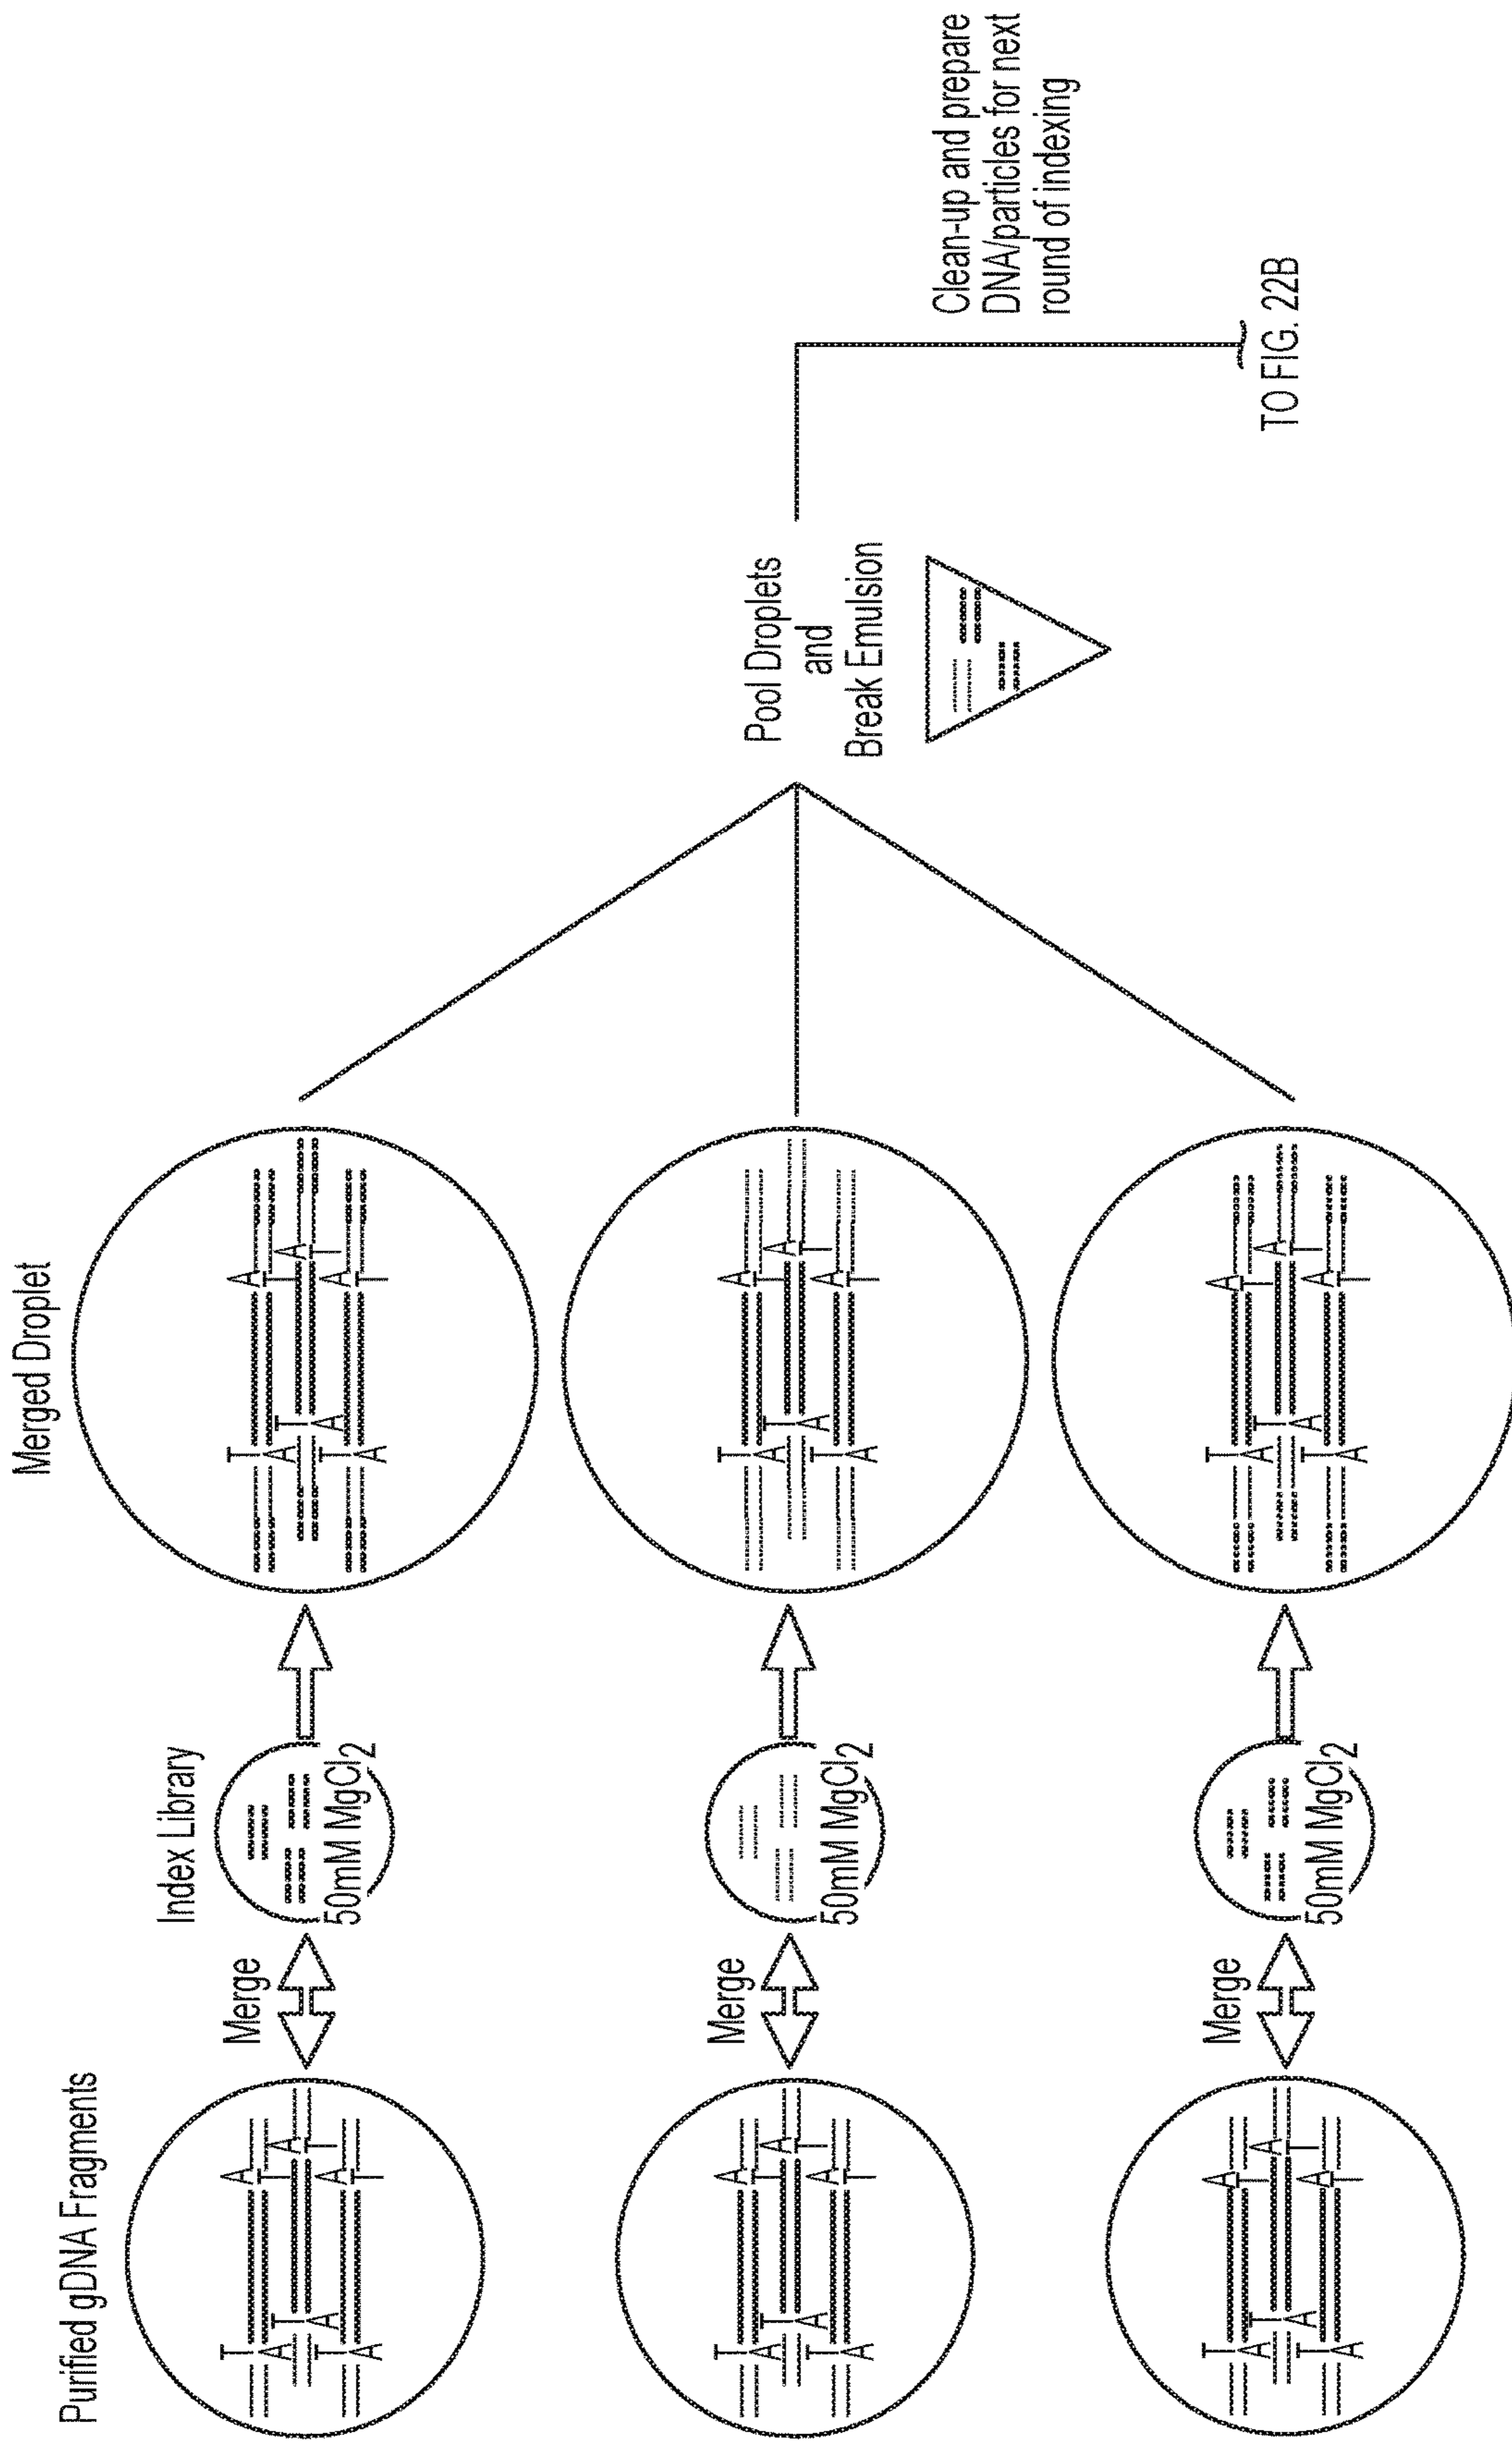 Purified gDNA Fragments
Index Library
Merged Droplet
T A
A T
T A
A T
T A
A T
Merge
50mM MgCl2
T A
A T
T A
A T
T A
A T
T A
A T
T A
A T
T A
A T
Merge
50mM MgCl2
T A
A T
T A
A T
T A
A T
T A
A T
T A
A T
T A
A T
Merge
50mM MgCl2
T A
A T
T A
A T
T A
A T
Pool Droplets
and
Break Emulsion
Clean-up and prepare
DNA/particles for next
round of indexing
TO FIG. 22B